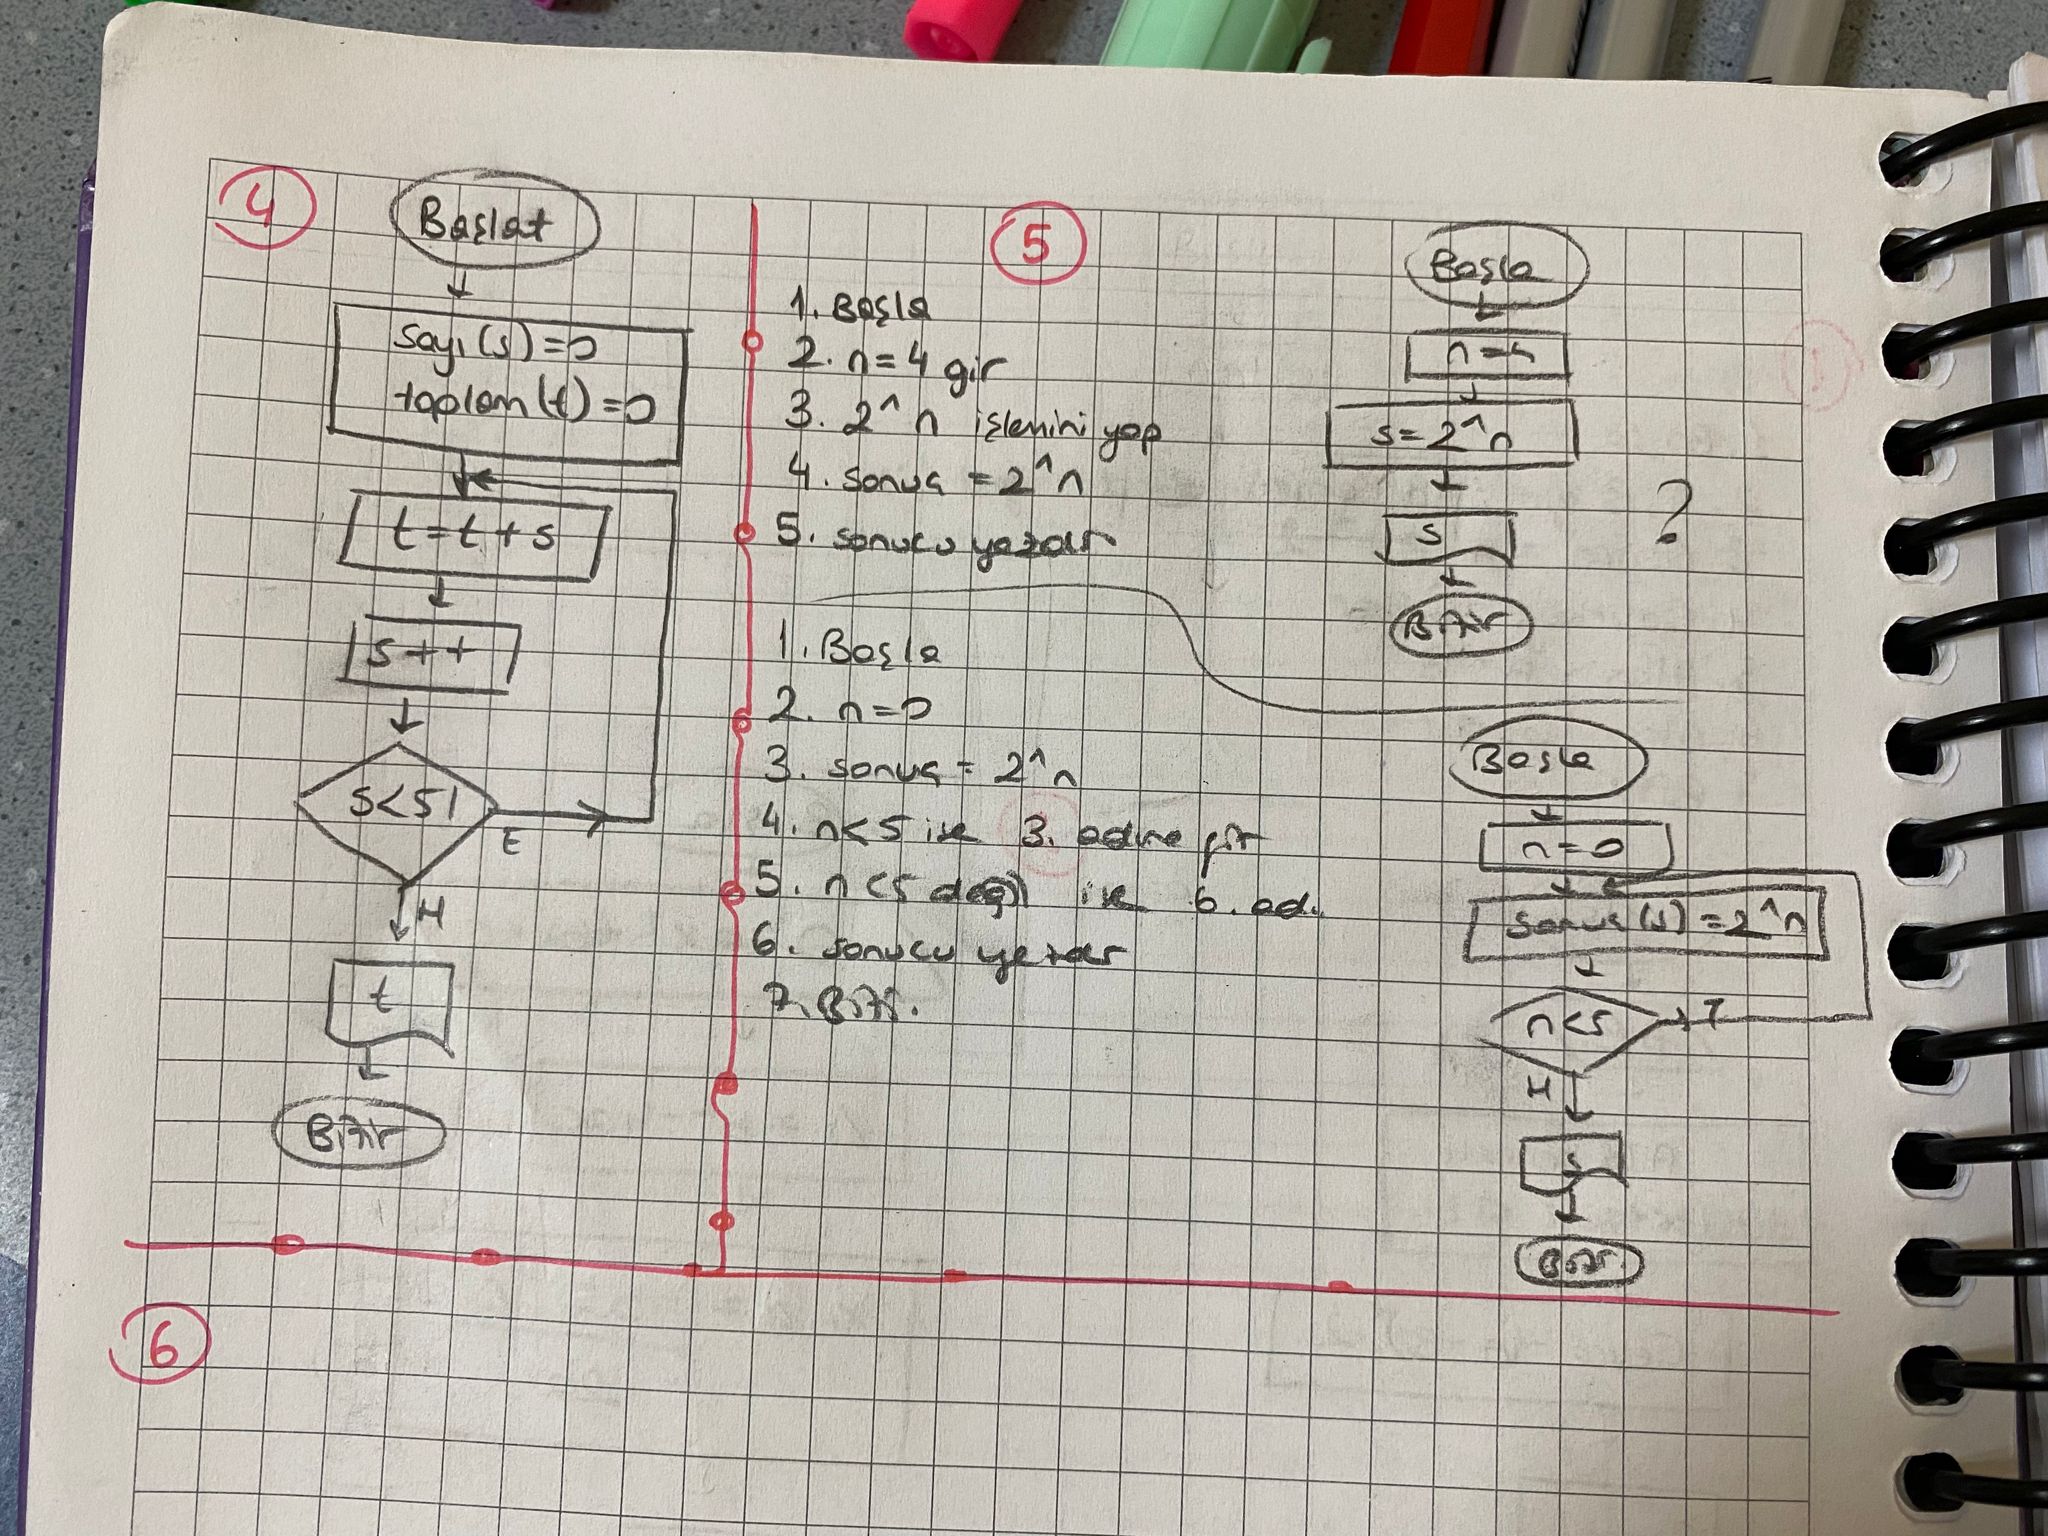 4
Başlat
sayı(s)=0
toplam(t)=0
t=t+s
s++
s<51
E
H
t
Bitir
5
1. Başla
2. n=4 gir
3. 2^n işlemini yap
4. sonuç = 2^n
5. sonucu yazdır
Başla
n=4
s=2^n
s
Bitir
?
1. Başla
2. n=0
3. sonuç = 2^n
4. n<5 ise 3. adıma git
5. n<5 değil ise 6. adı.
6. sonucu yazdır
7. Biti.
Başla
n=0
sonuç(s)=2^n
n<5
H
s
Bitir
6